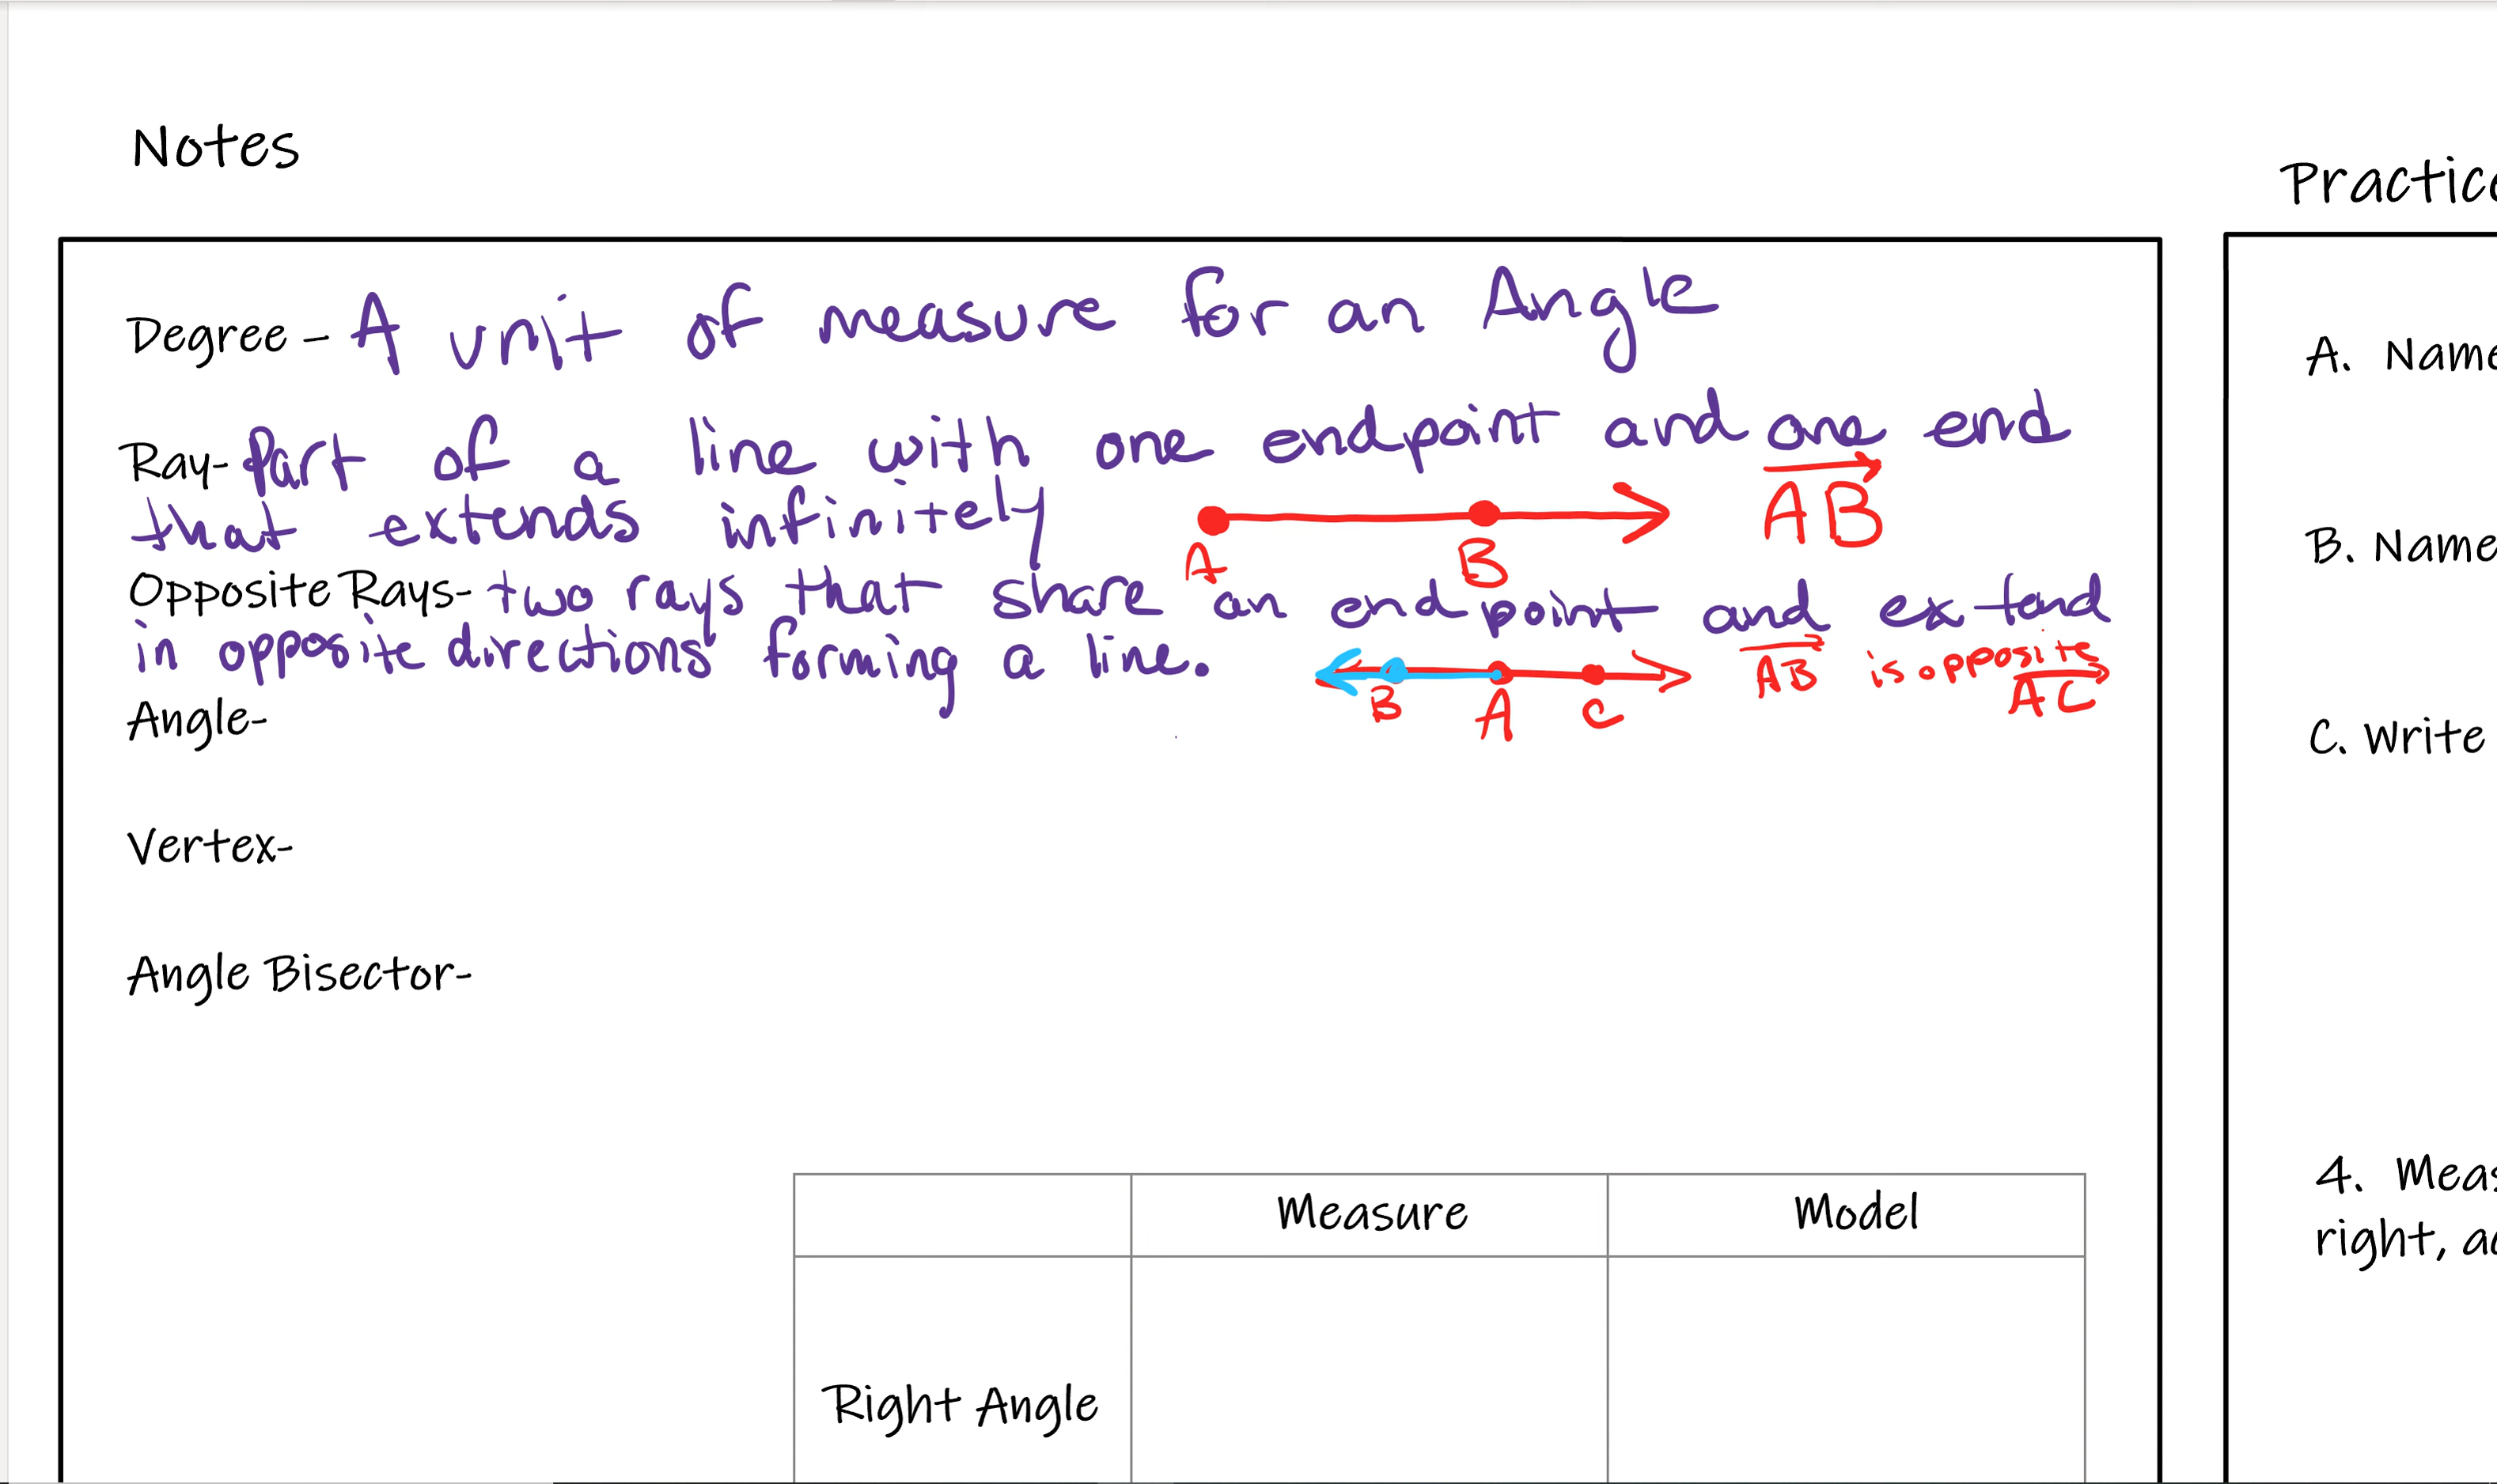 Notes
Practice
Degree - A unit of measure for an Angle
Ray- Part of a line with one endpoint and one end
that extends infinitely
A B AB
Opposite Rays- two rays that share an endpoint and extend
in opposite directions forming a line.
B A C AB is opposite AC
Angle-
Vertex-
Angle Bisector-
Measure Model
Right Angle
A. Name
B. Name
C. Write
4. Meas
right, ac